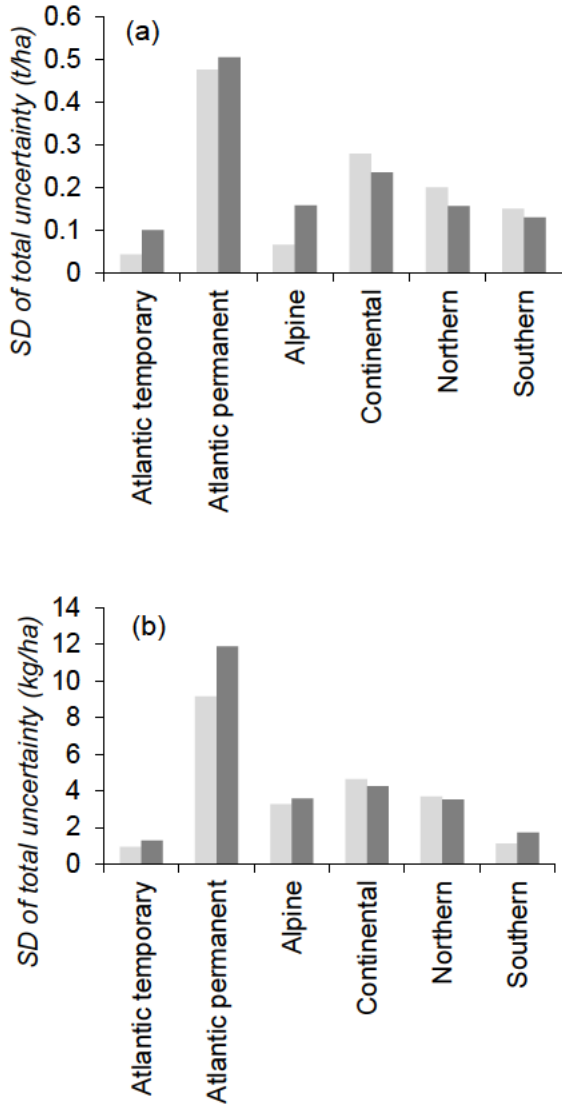 (a)
SD of total uncertainty (t/ha)
0.6
0.5
0.4
0.3
0.2
0.1
0
Atlantic temporary
Atlantic permanent
Alpine
Continental
Northern
Southern
(b)
SD of total uncertainty (kg/ha)
14
12
10
8
6
4
2
0
Atlantic temporary
Atlantic permanent
Alpine
Continental
Northern
Southern